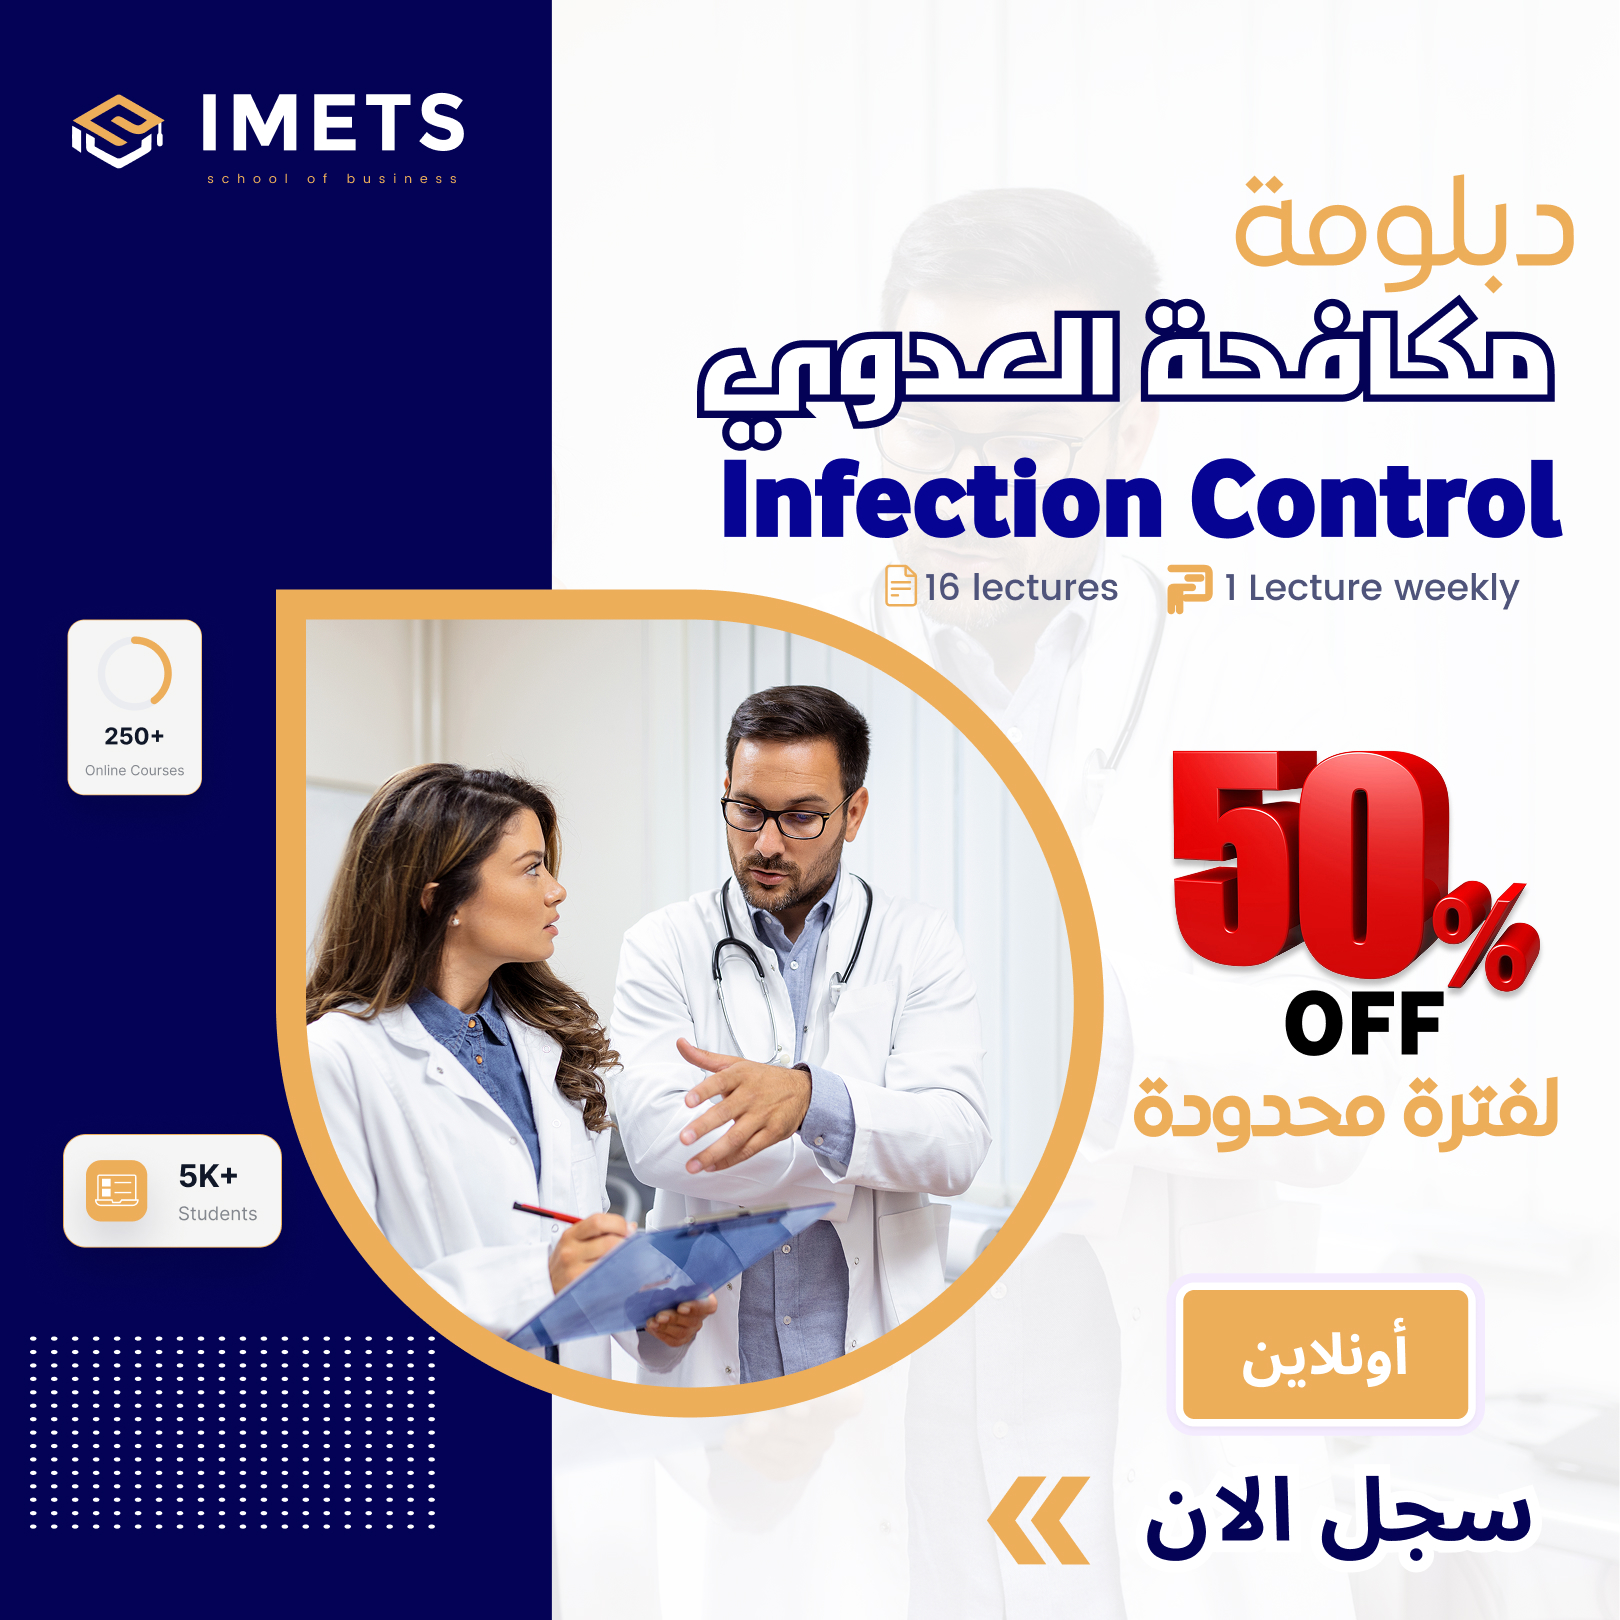 IMETS
school of business
دبلومة
مكافحة العدوي
Infection Control
16 lectures
1 Lecture weekly
250+
Online Courses
50%
OFF
لفترة محدودة
5K+
Students
أونلاين
سجل الان